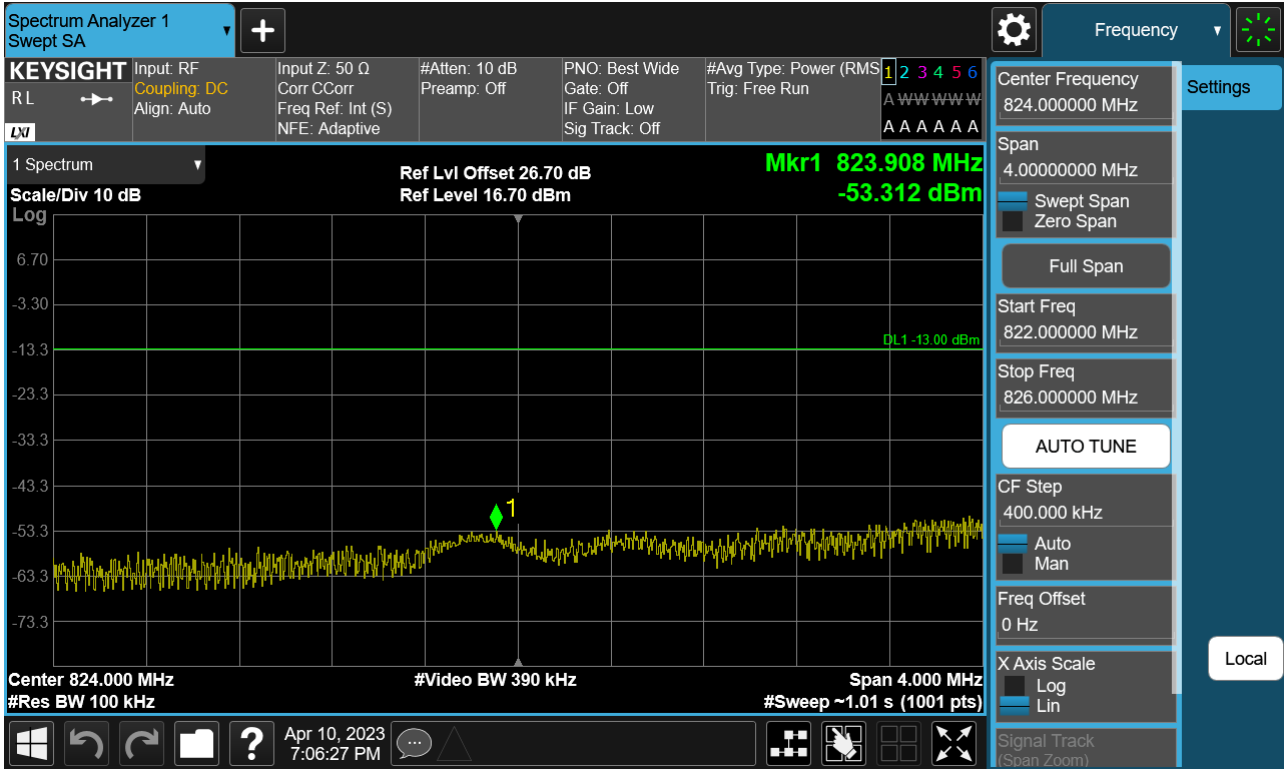 Spectrum Analyzer 1
Swept SA
Frequency
KEYSIGHT
R L
LXI
Input: RF
Coupling: DC
Align: Auto
Input Z: 50 Ω
Corr CCorr
Freq Ref: Int (S)
NFE: Adaptive
#Atten: 10 dB
Preamp: Off
PNO: Best Wide
Gate: Off
IF Gain: Low
Sig Track: Off
#Avg Type: Power (RMS
Trig: Free Run
1 2 3 4 5 6
A W W W W W
A A A A A A
1 Spectrum
Scale/Div 10 dB
Log
Ref Lvl Offset 26.70 dB
Ref Level 16.70 dBm
Mkr1 823.908 MHz
-53.312 dBm
6.70
-3.30
-13.3
-23.3
-33.3
-43.3
-53.3
-63.3
-73.3
DL1 -13.00 dBm
1
Center 824.000 MHz
#Res BW 100 kHz
#Video BW 390 kHz
Span 4.000 MHz
#Sweep ~1.01 s (1001 pts)
Center Frequency
824.000000 MHz
Span
4.00000000 MHz
Swept Span
Zero Span
Full Span
Start Freq
822.000000 MHz
Stop Freq
826.000000 MHz
AUTO TUNE
CF Step
400.000 kHz
Auto
Man
Freq Offset
0 Hz
X Axis Scale
Log
Lin
Signal Track
(Span Zoom)
Settings
Local
?
Apr 10, 2023
7:06:27 PM